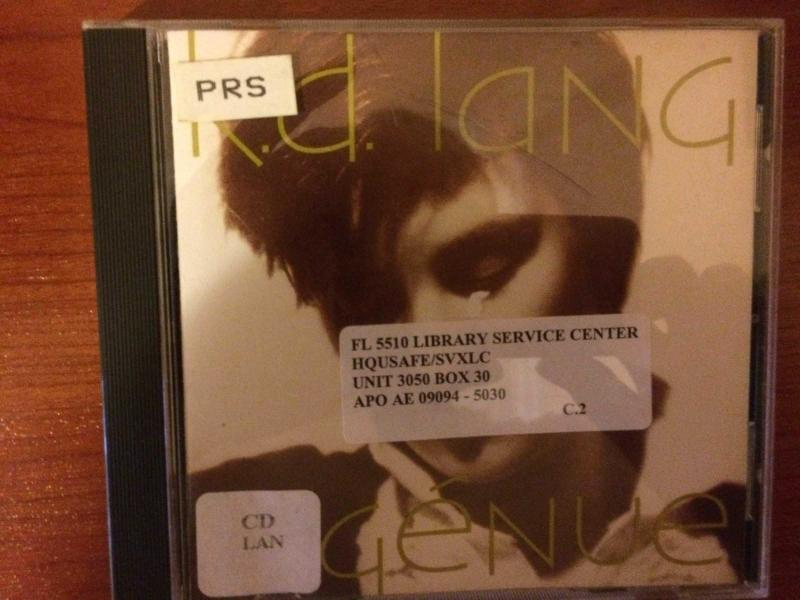 PRS
k.d. lang
FL 5510 LIBRARY SERVICE CENTER
HQUSAFE/SVXLC
UNIT 3050 BOX 30
APO AE 09094 - 5030
C.2
CD
LAN
génue